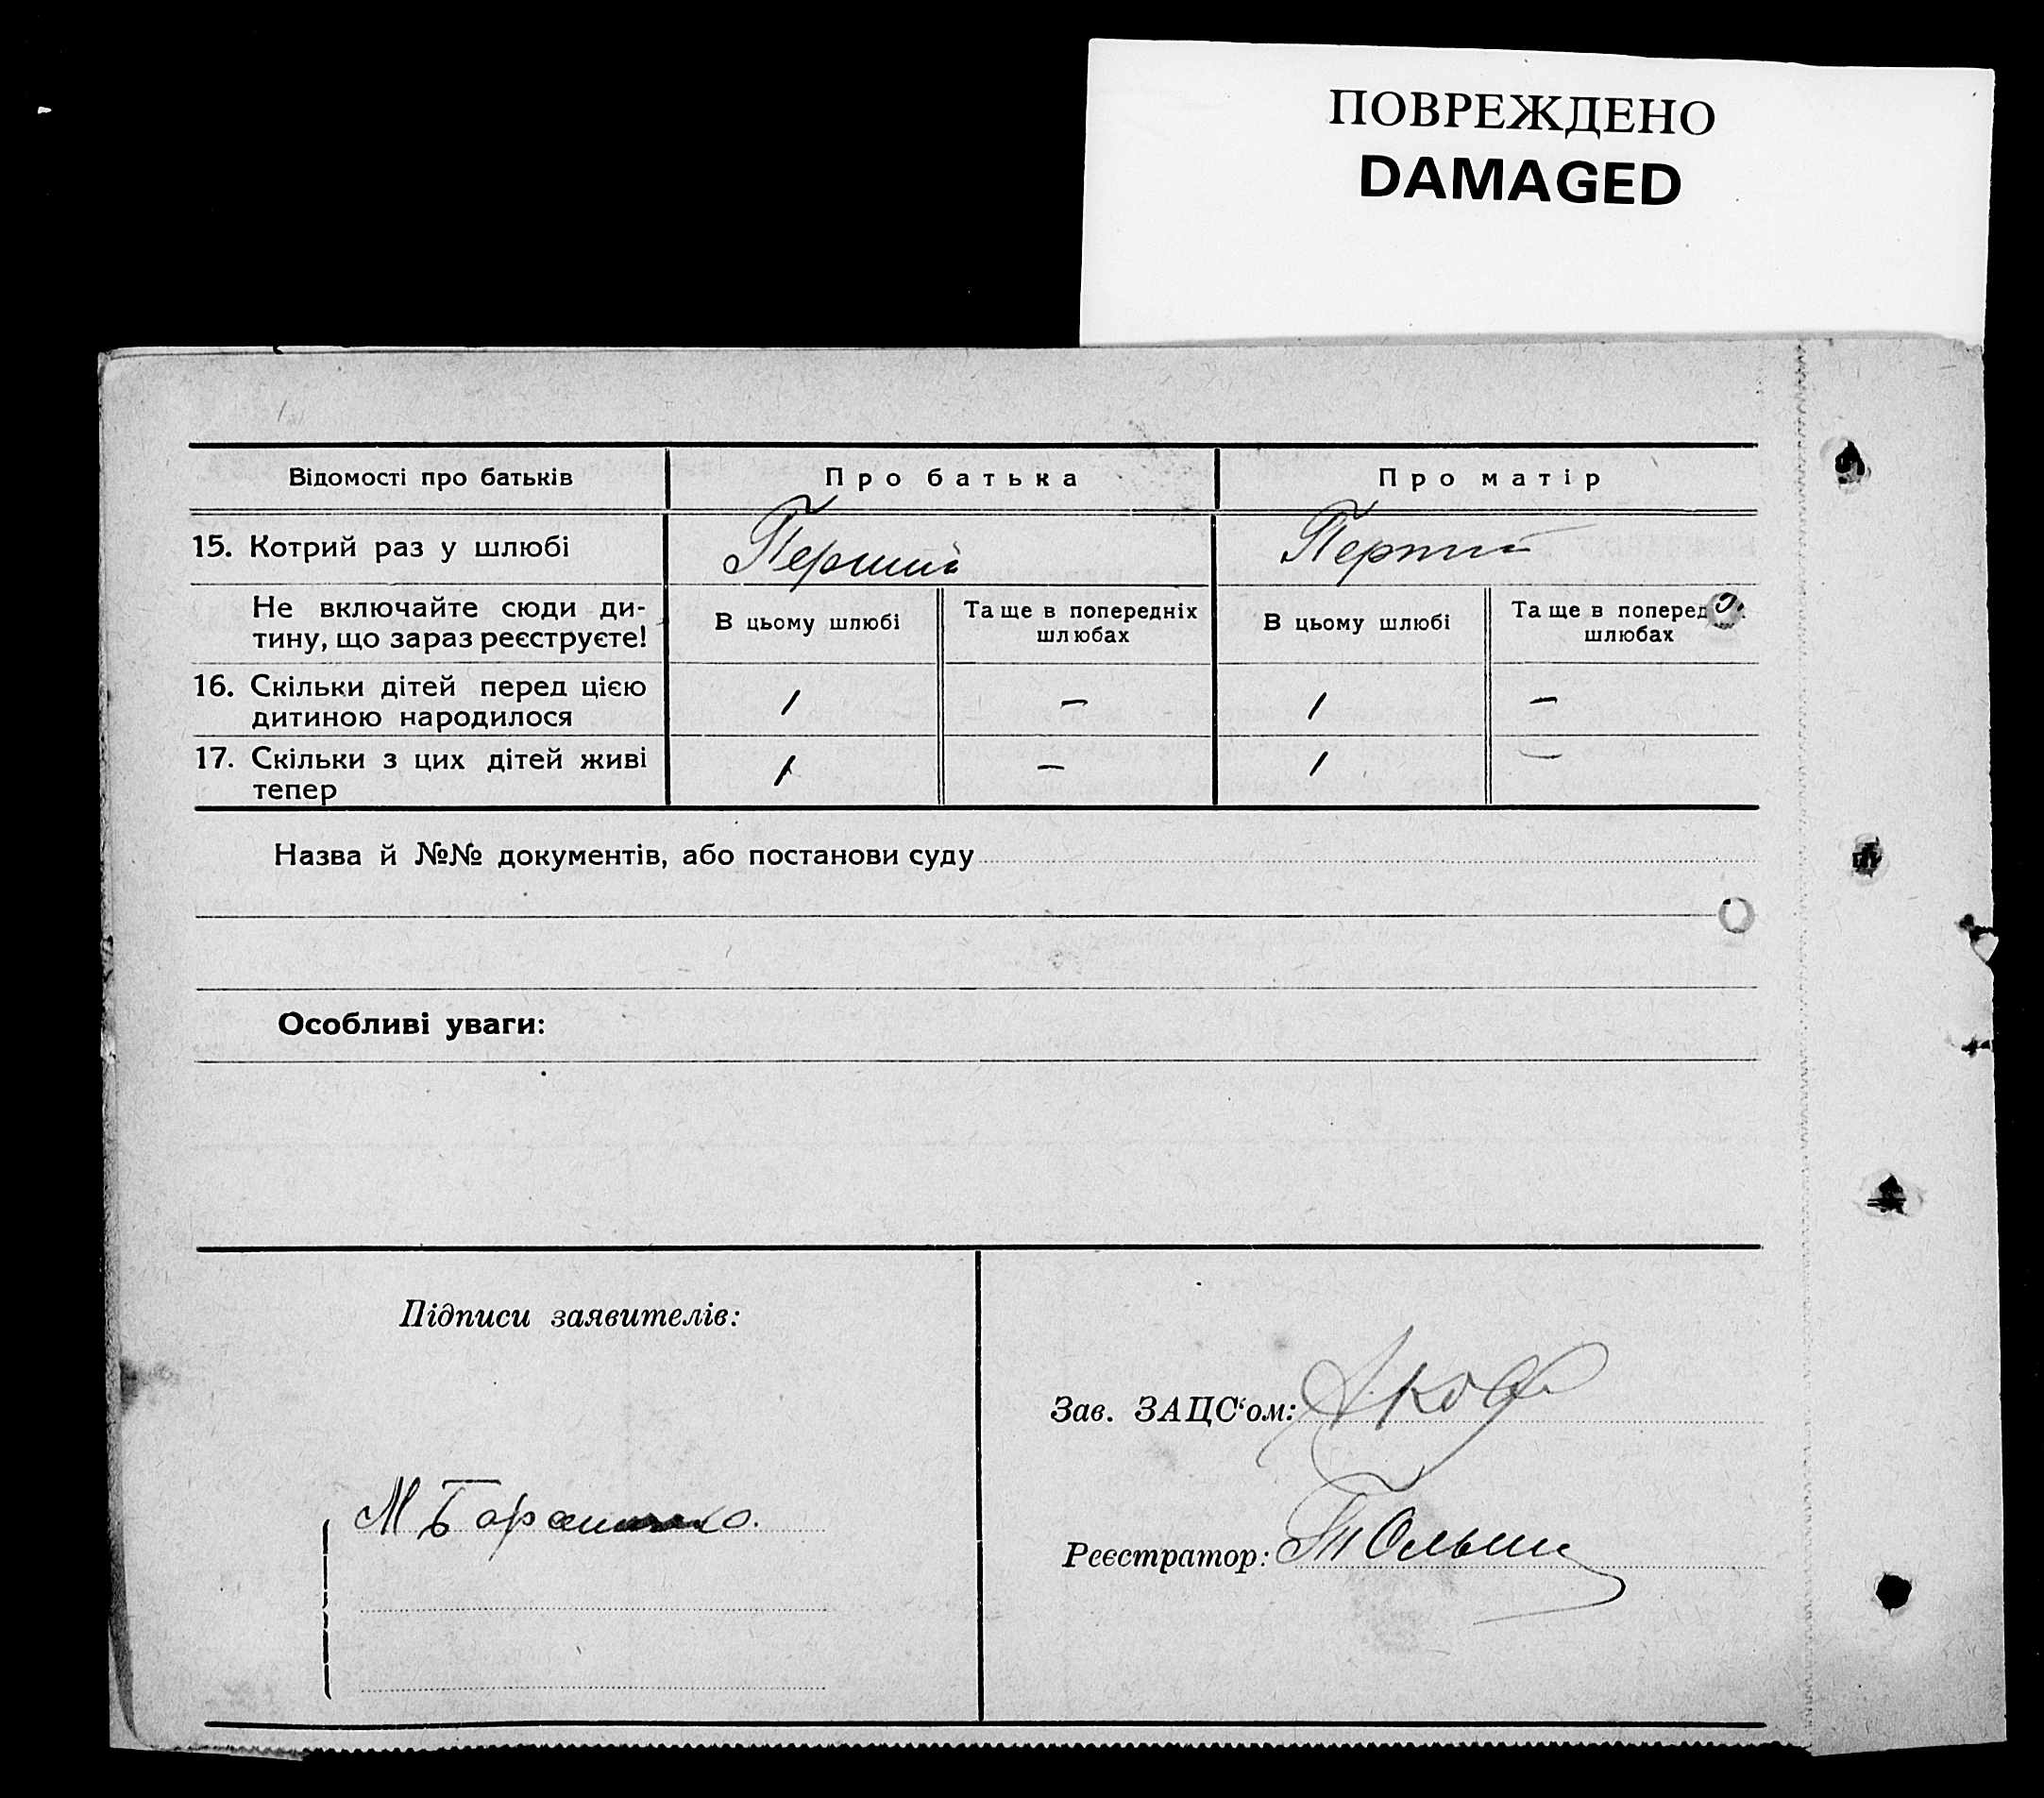 ПОВРЕЖДЕНО
DAMAGED
Відомості про батьків Про батька Про матір
15. Котрий раз у шлюбі Перший Перший
Не включайте сюди ди-
тину, що зараз реєструєте!
В цьому шлюбі
Та ще в попередніх
шлюбах
В цьому шлюбі
Та ще в поперед
шлюбах
16. Скільки дітей перед цією
дитиною народилося
1 — 1 —
17. Скільки з цих дітей живі
тепер
1 — 1 —
Назва й №№ документів, або постанови суду
Особливі уваги:
Підписи заявителів:
М
Зав. ЗАЦС‘ом:
Реєстратор: